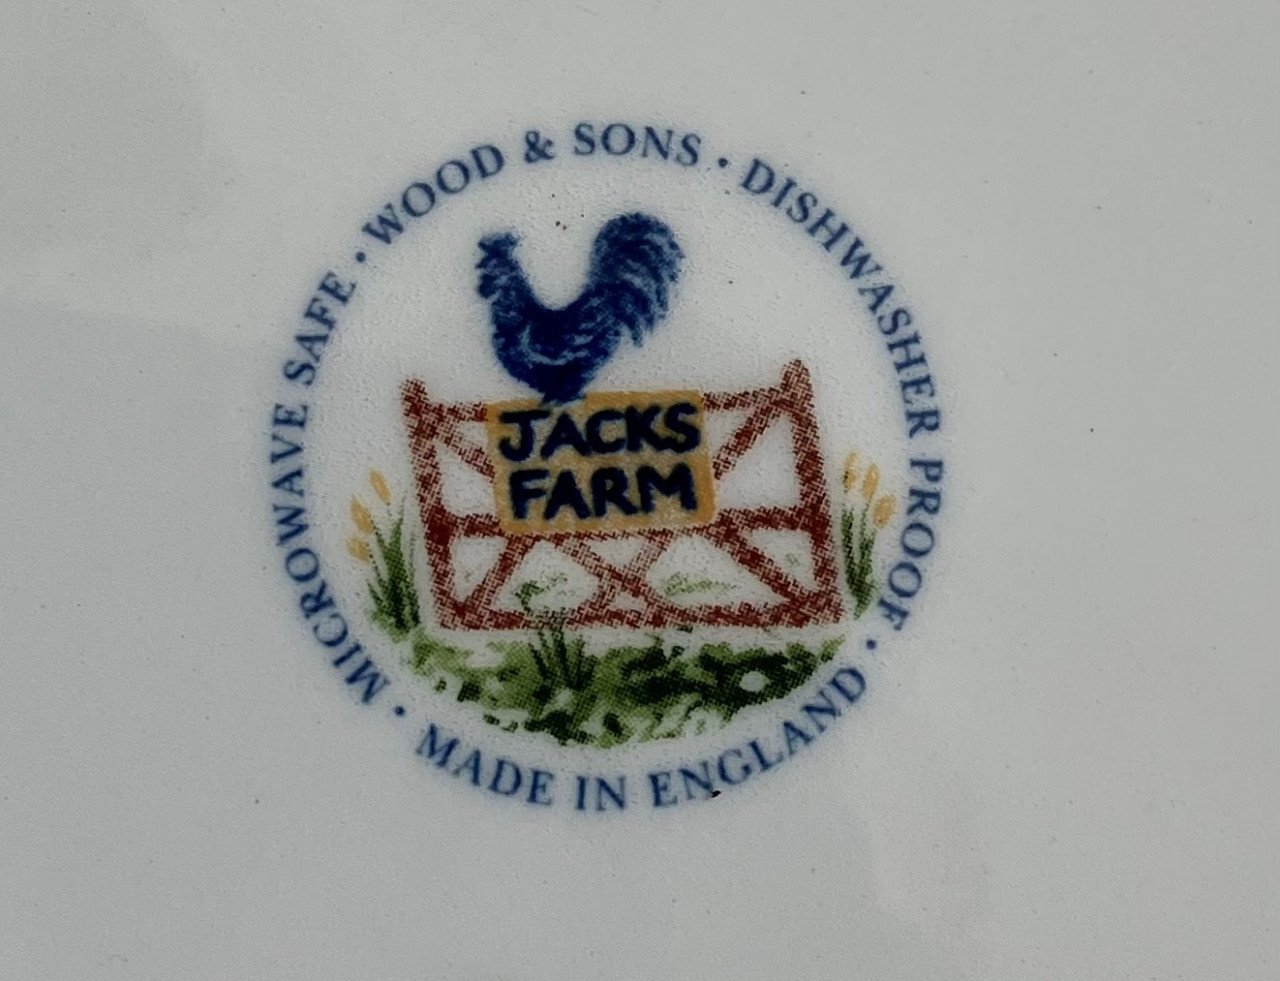 WOOD & SONS · DISHWASHER PROOF · MADE IN ENGLAND · MICROWAVE SAFE ·
JACKS
FARM